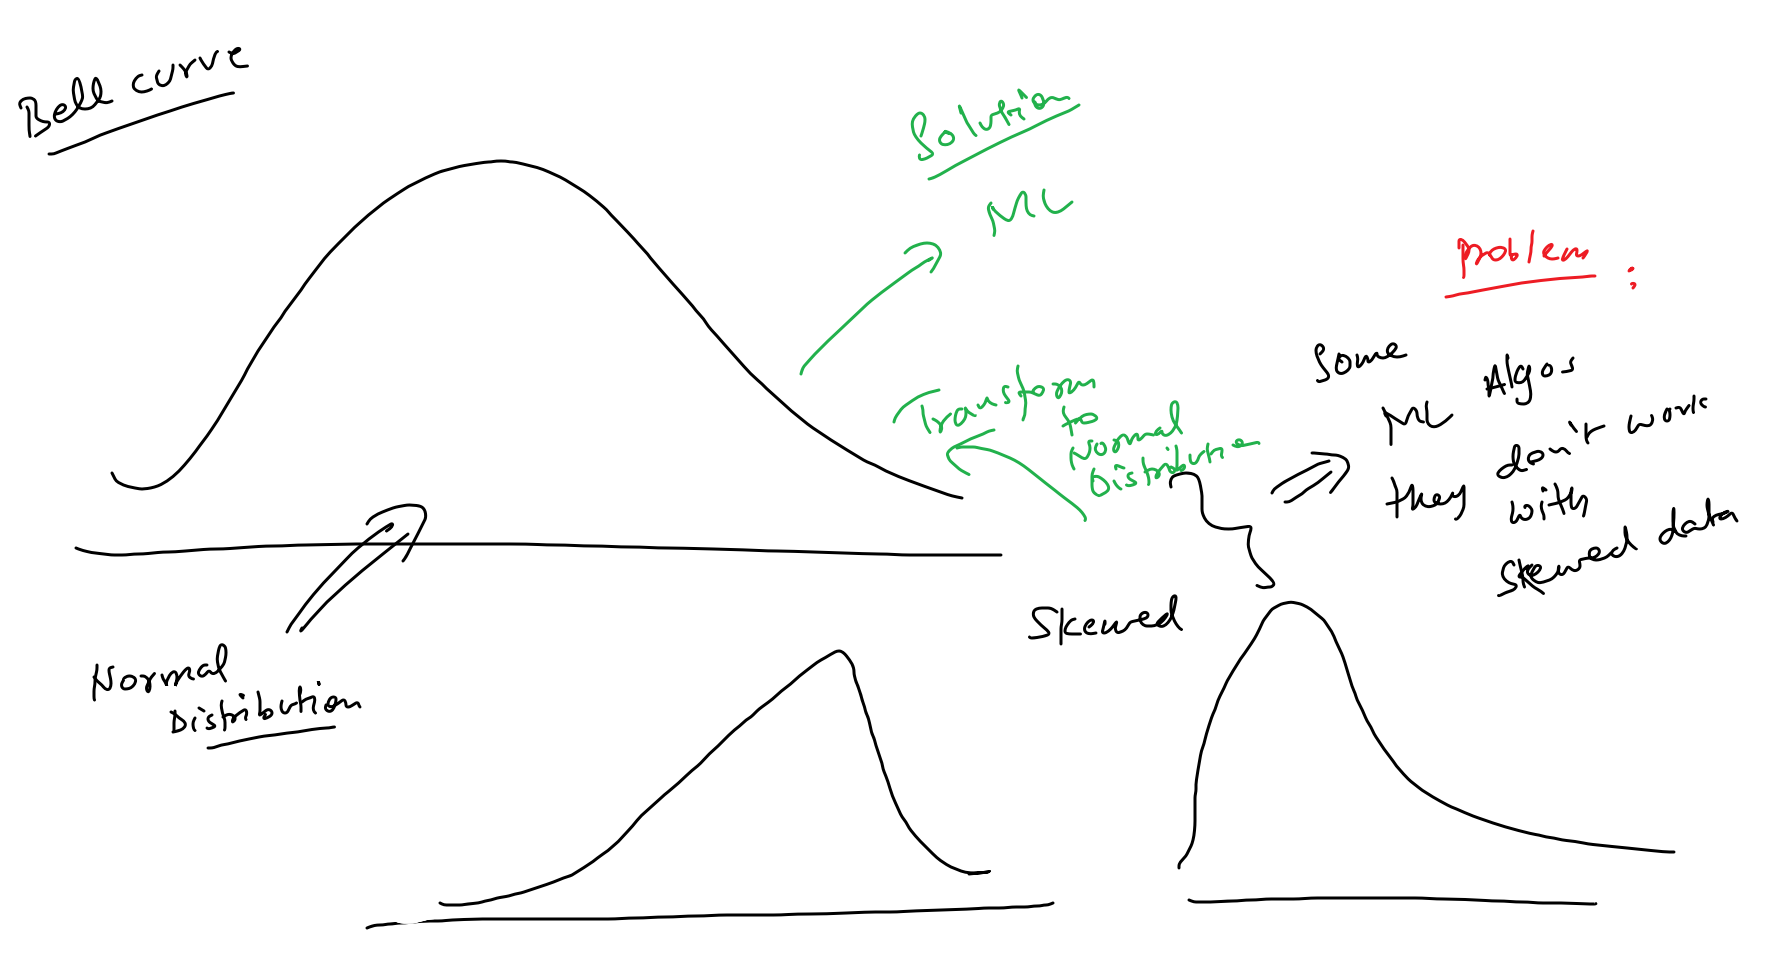 Bell curve
Solution
ML
Problem :
Some
ML Algos
they don't work
with
skewed data
Transform
to
Normal
Distribution
Skewed
Normal
Distribution